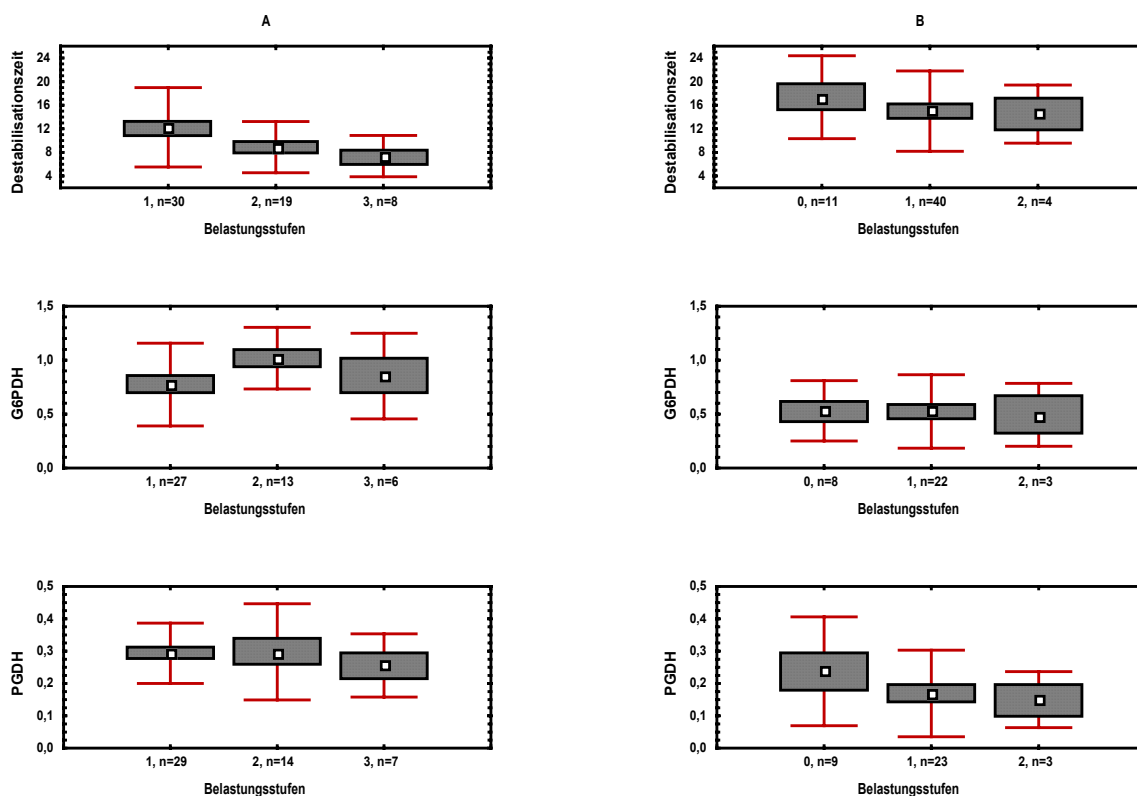 A
Destabilisationszeit
24
20
16
12
8
4
1, n=30
2, n=19
3, n=8
Belastungsstufen
B
Destabilisationszeit
24
20
16
12
8
4
0, n=11
1, n=40
2, n=4
Belastungsstufen
G6PDH
1,5
1,0
0,5
0,0
1, n=27
2, n=13
3, n=6
Belastungsstufen
G6PDH
1,5
1,0
0,5
0,0
0, n=8
1, n=22
2, n=3
Belastungsstufen
PGDH
0,5
0,4
0,3
0,2
0,1
0,0
1, n=29
2, n=14
3, n=7
Belastungsstufen
PGDH
0,5
0,4
0,3
0,2
0,1
0,0
0, n=9
1, n=23
2, n=3
Belastungsstufen